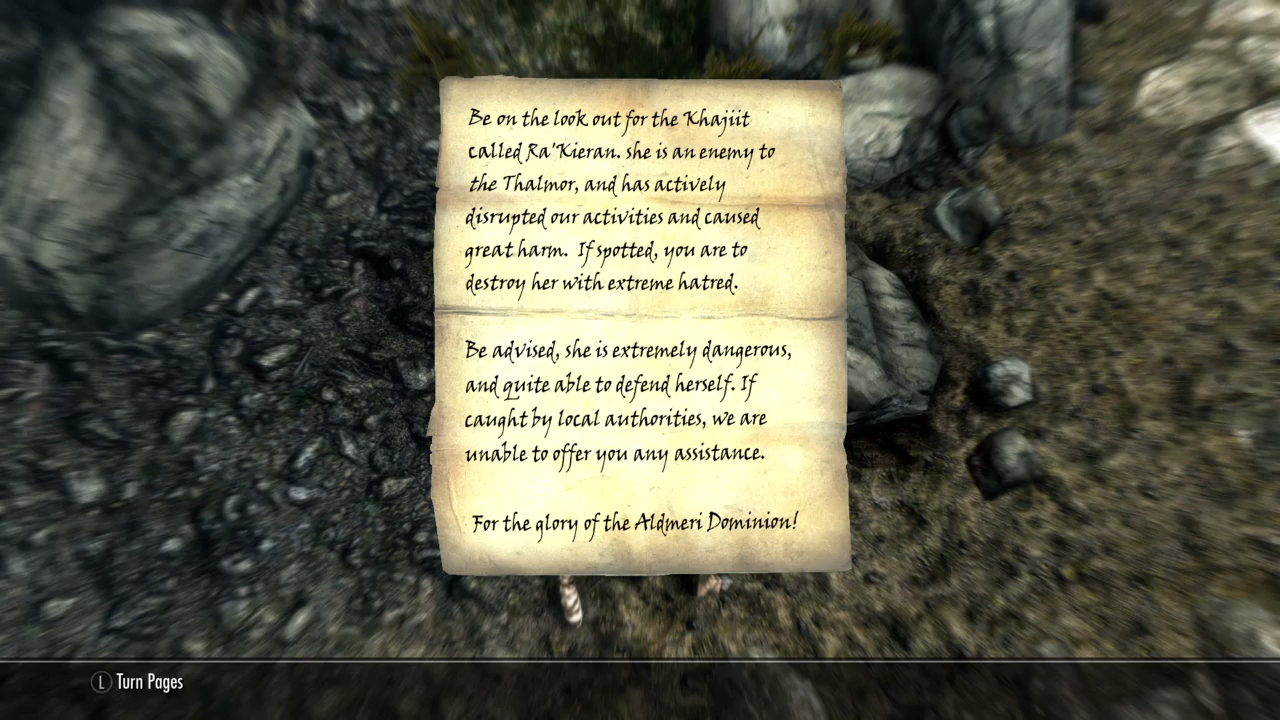 Be on the look out for the Khajiit
called Ra'Kieran. she is an enemy to
the Thalmor, and has actively
disrupted our activities and caused
great harm. If spotted, you are to
destroy her with extreme hatred.
Be advised, she is extremely dangerous,
and quite able to defend herself. If
caught by local authorities, we are
unable to offer you any assistance.
For the glory of the Aldmeri Dominion!
L Turn Pages